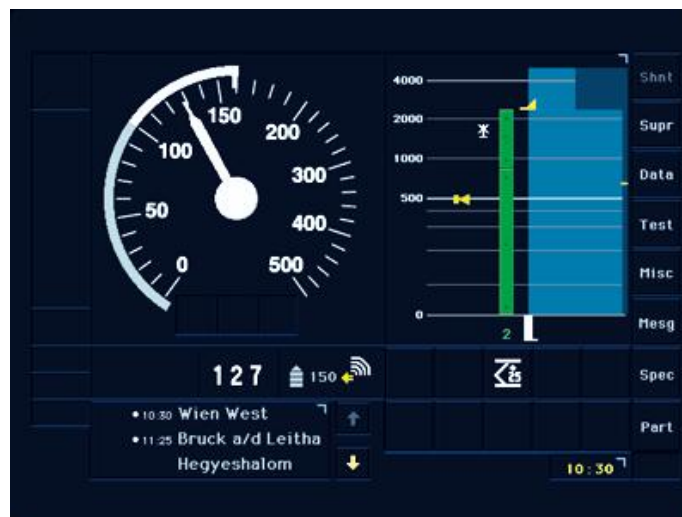 4000
2000
1000
500
0
2
0
50
100
150
200
300
400
500
Shnt
Supr
Data
Test
Misc
Mesg
Spec
Part
127
150
25
10:30 Wien West
11:25 Bruck a/d Leitha
Hegyeshalom
10:30